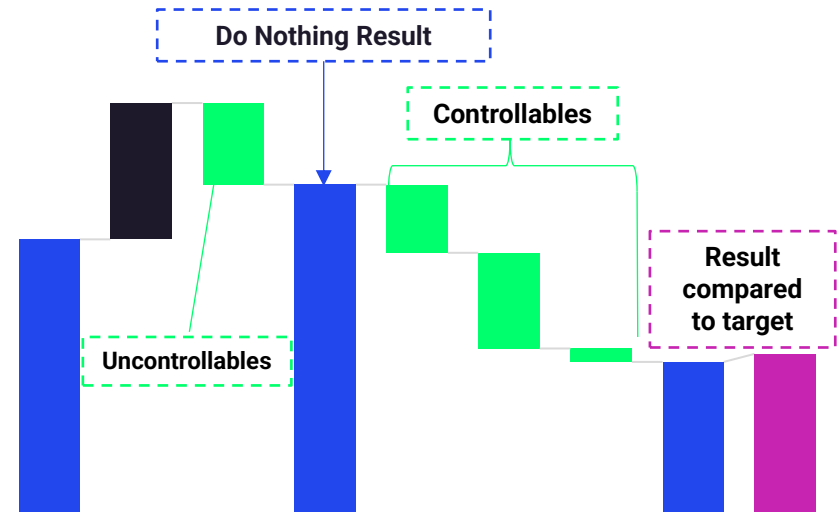 Do Nothing Result
Controllables
Uncontrollables
Result
compared
to target